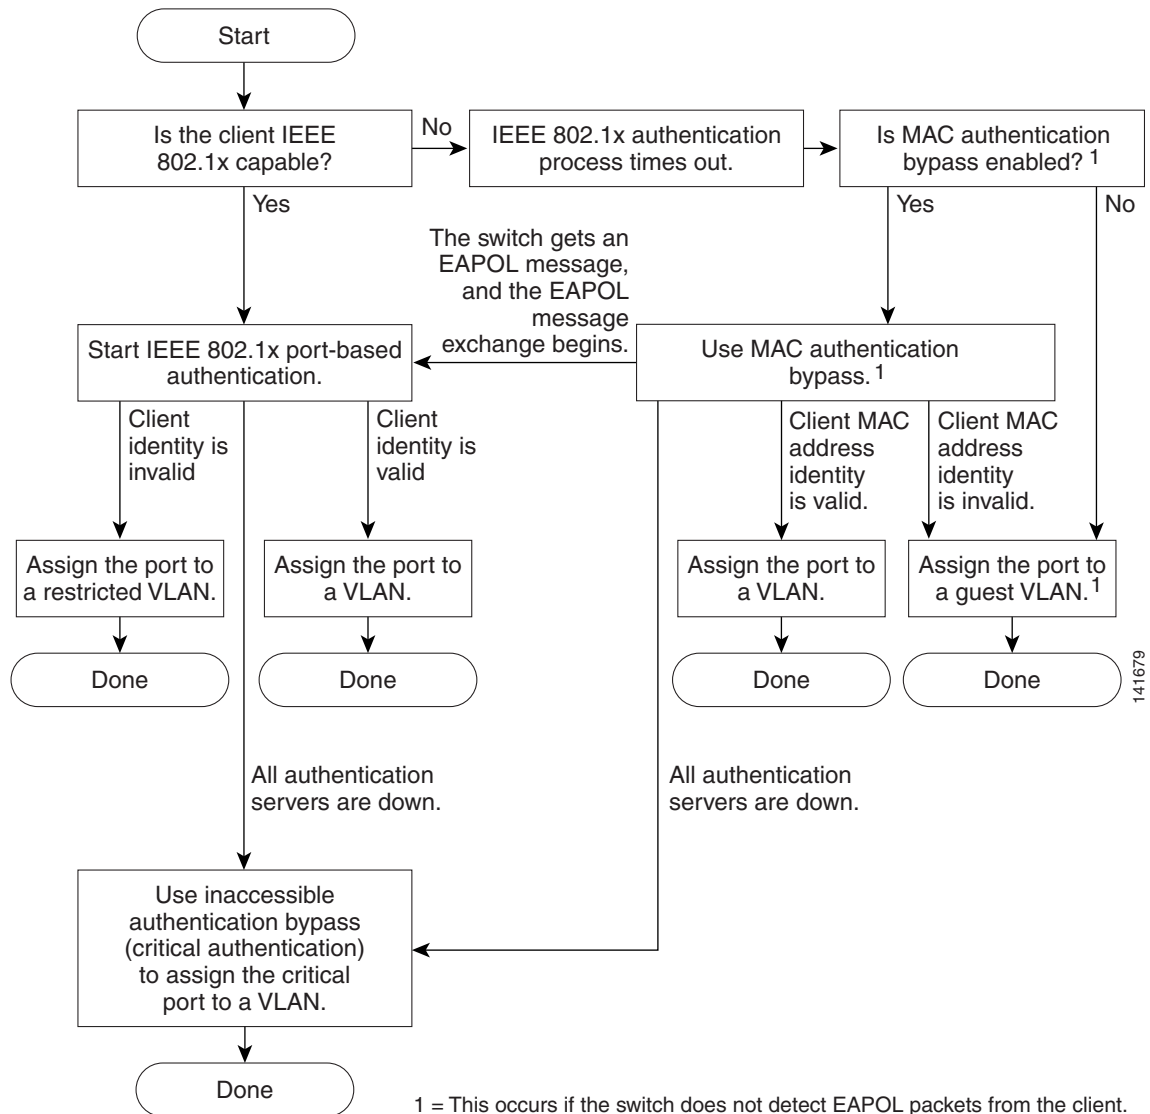 Start
Is the client IEEE
802.1x capable?
No
IEEE 802.1x authentication
process times out.
Is MAC authentication
bypass enabled? 1
Yes
Yes
No
The switch gets an
EAPOL message,
and the EAPOL
message
exchange begins.
Start IEEE 802.1x port-based
authentication.
Use MAC authentication
bypass. 1
Client
identity is
invalid
Client
identity is
valid
Client MAC
address
identity
is valid.
Client MAC
address
identity
is invalid.
Assign the port to
a restricted VLAN.
Assign the port to
a VLAN.
Assign the port to
a VLAN.
Assign the port to
a guest VLAN. 1
Done
Done
Done
Done
141679
All authentication
servers are down.
All authentication
servers are down.
Use inaccessible
authentication bypass
(critical authentication)
to assign the critical
port to a VLAN.
Done
1 = This occurs if the switch does not detect EAPOL packets from the client.